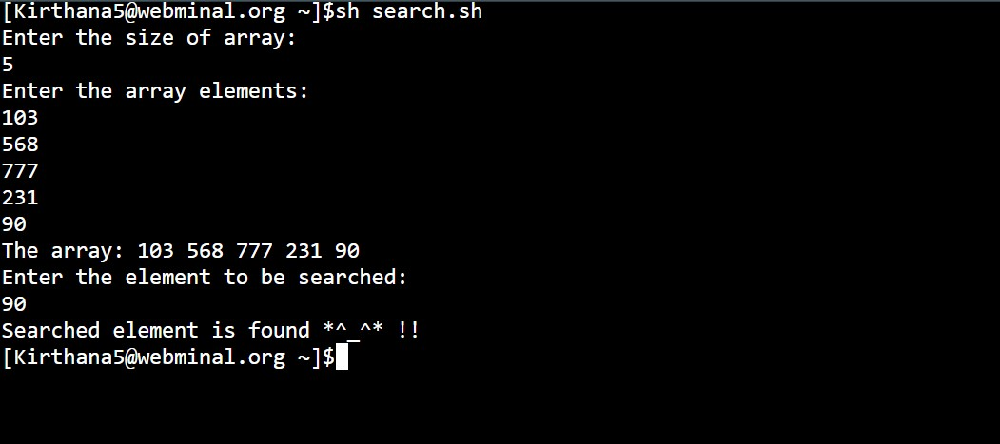 [Kirthana5@webminal.org ~]$sh search.sh
Enter the size of array:
5
Enter the array elements:
103
568
777
231
90
The array: 103 568 777 231 90
Enter the element to be searched:
90
Searched element is found *^_^* !!
[Kirthana5@webminal.org ~]$